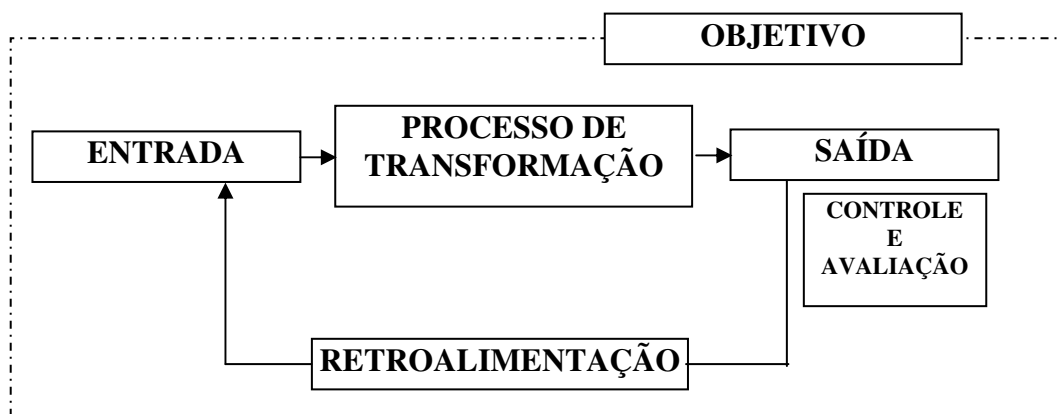 OBJETIVO
ENTRADA
PROCESSO DE
TRANSFORMAÇÃO
SAÍDA
CONTROLE
E
AVALIAÇÃO
RETROALIMENTAÇÃO